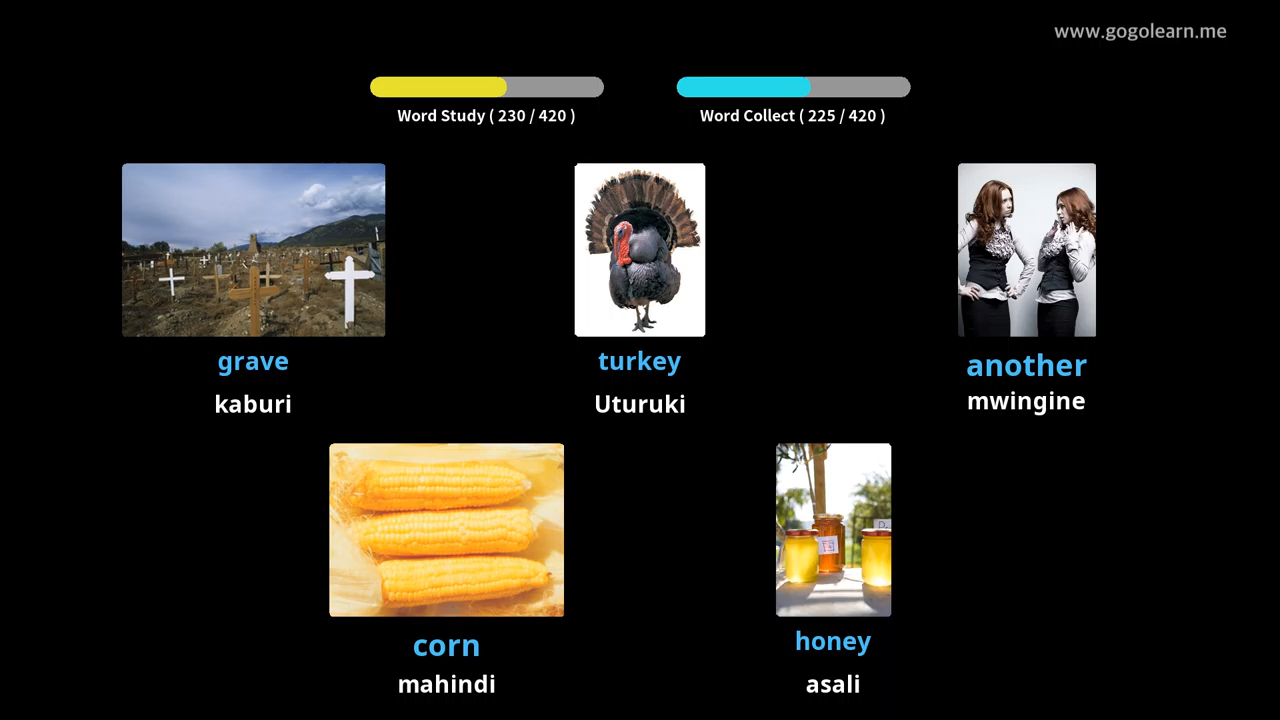 www.gogolearn.me
Word Study ( 230 / 420 )
Word Collect ( 225 / 420 )
grave
kaburi
turkey
Uturuki
another
mwingine
corn
mahindi
honey
asali